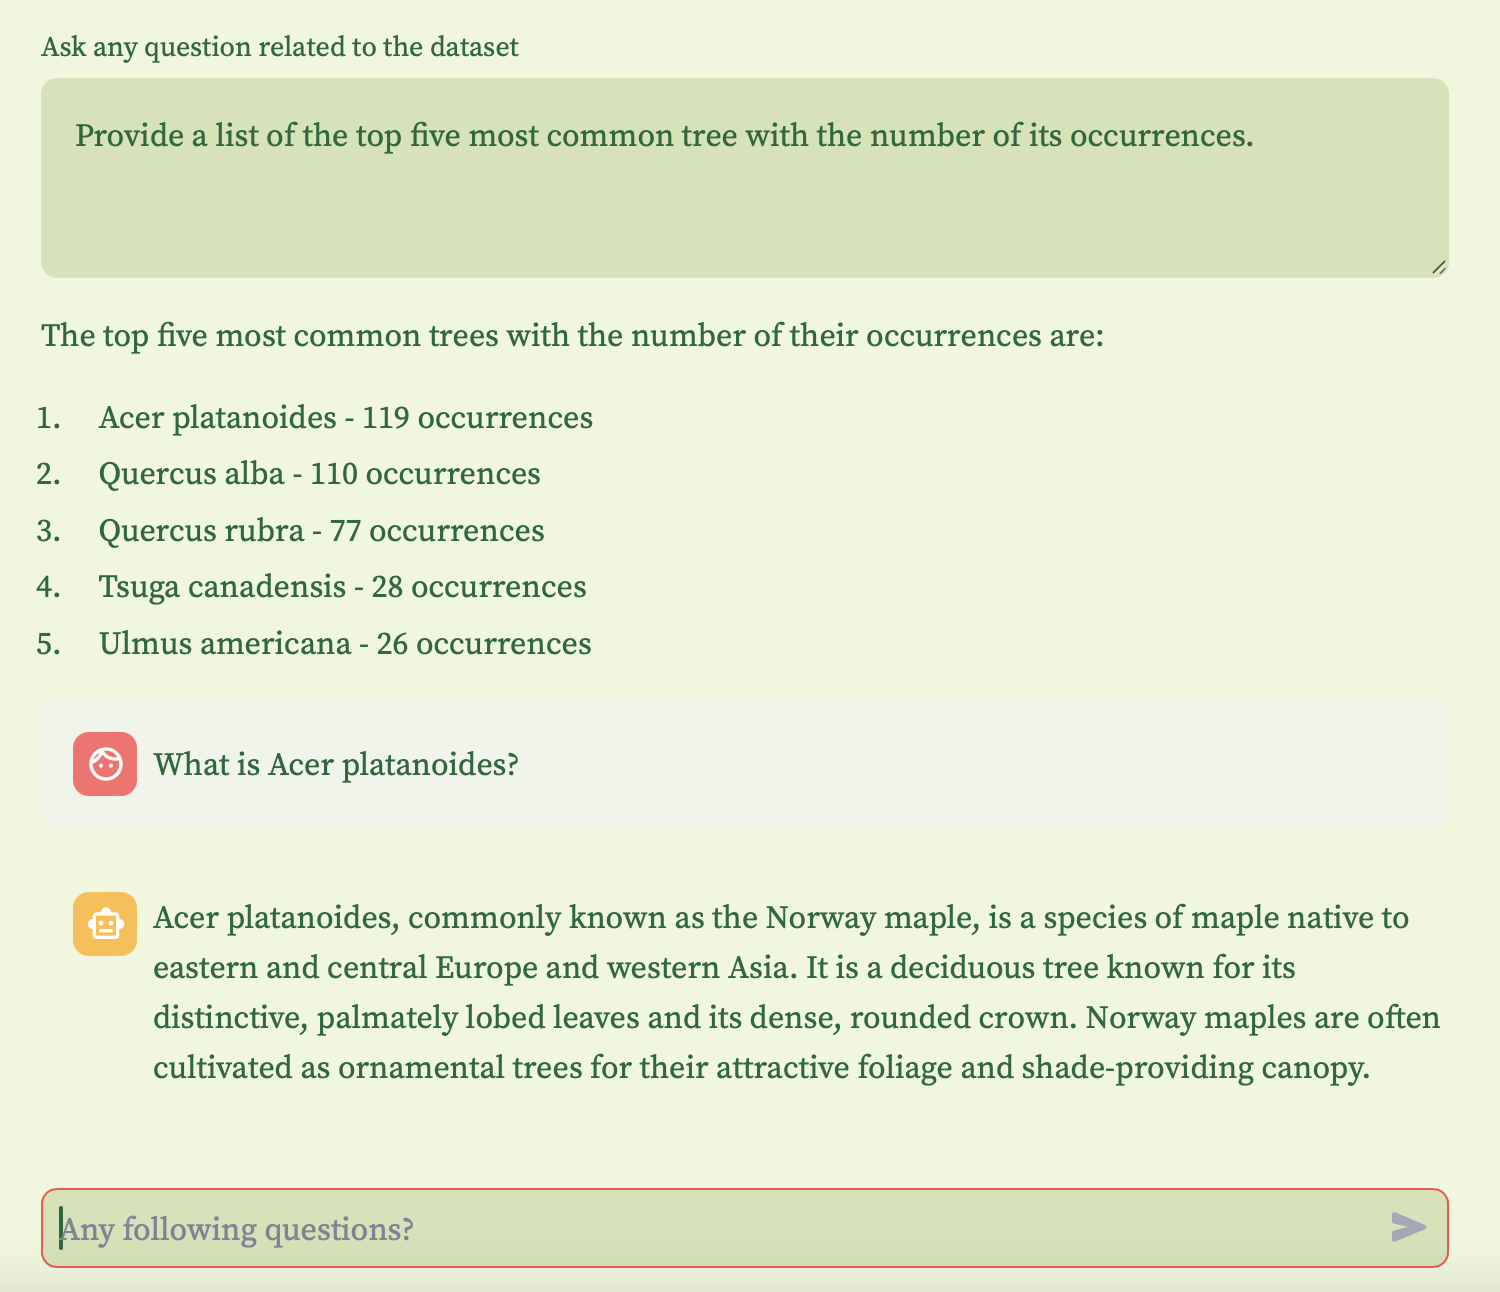 Ask any question related to the dataset
Provide a list of the top five most common tree with the number of its occurrences.
The top five most common trees with the number of their occurrences are:
1. Acer platanoides - 119 occurrences
2. Quercus alba - 110 occurrences
3. Quercus rubra - 77 occurrences
4. Tsuga canadensis - 28 occurrences
5. Ulmus americana - 26 occurrences
What is Acer platanoides?
Acer platanoides, commonly known as the Norway maple, is a species of maple native to
eastern and central Europe and western Asia. It is a deciduous tree known for its
distinctive, palmately lobed leaves and its dense, rounded crown. Norway maples are often
cultivated as ornamental trees for their attractive foliage and shade-providing canopy.
Any following questions?